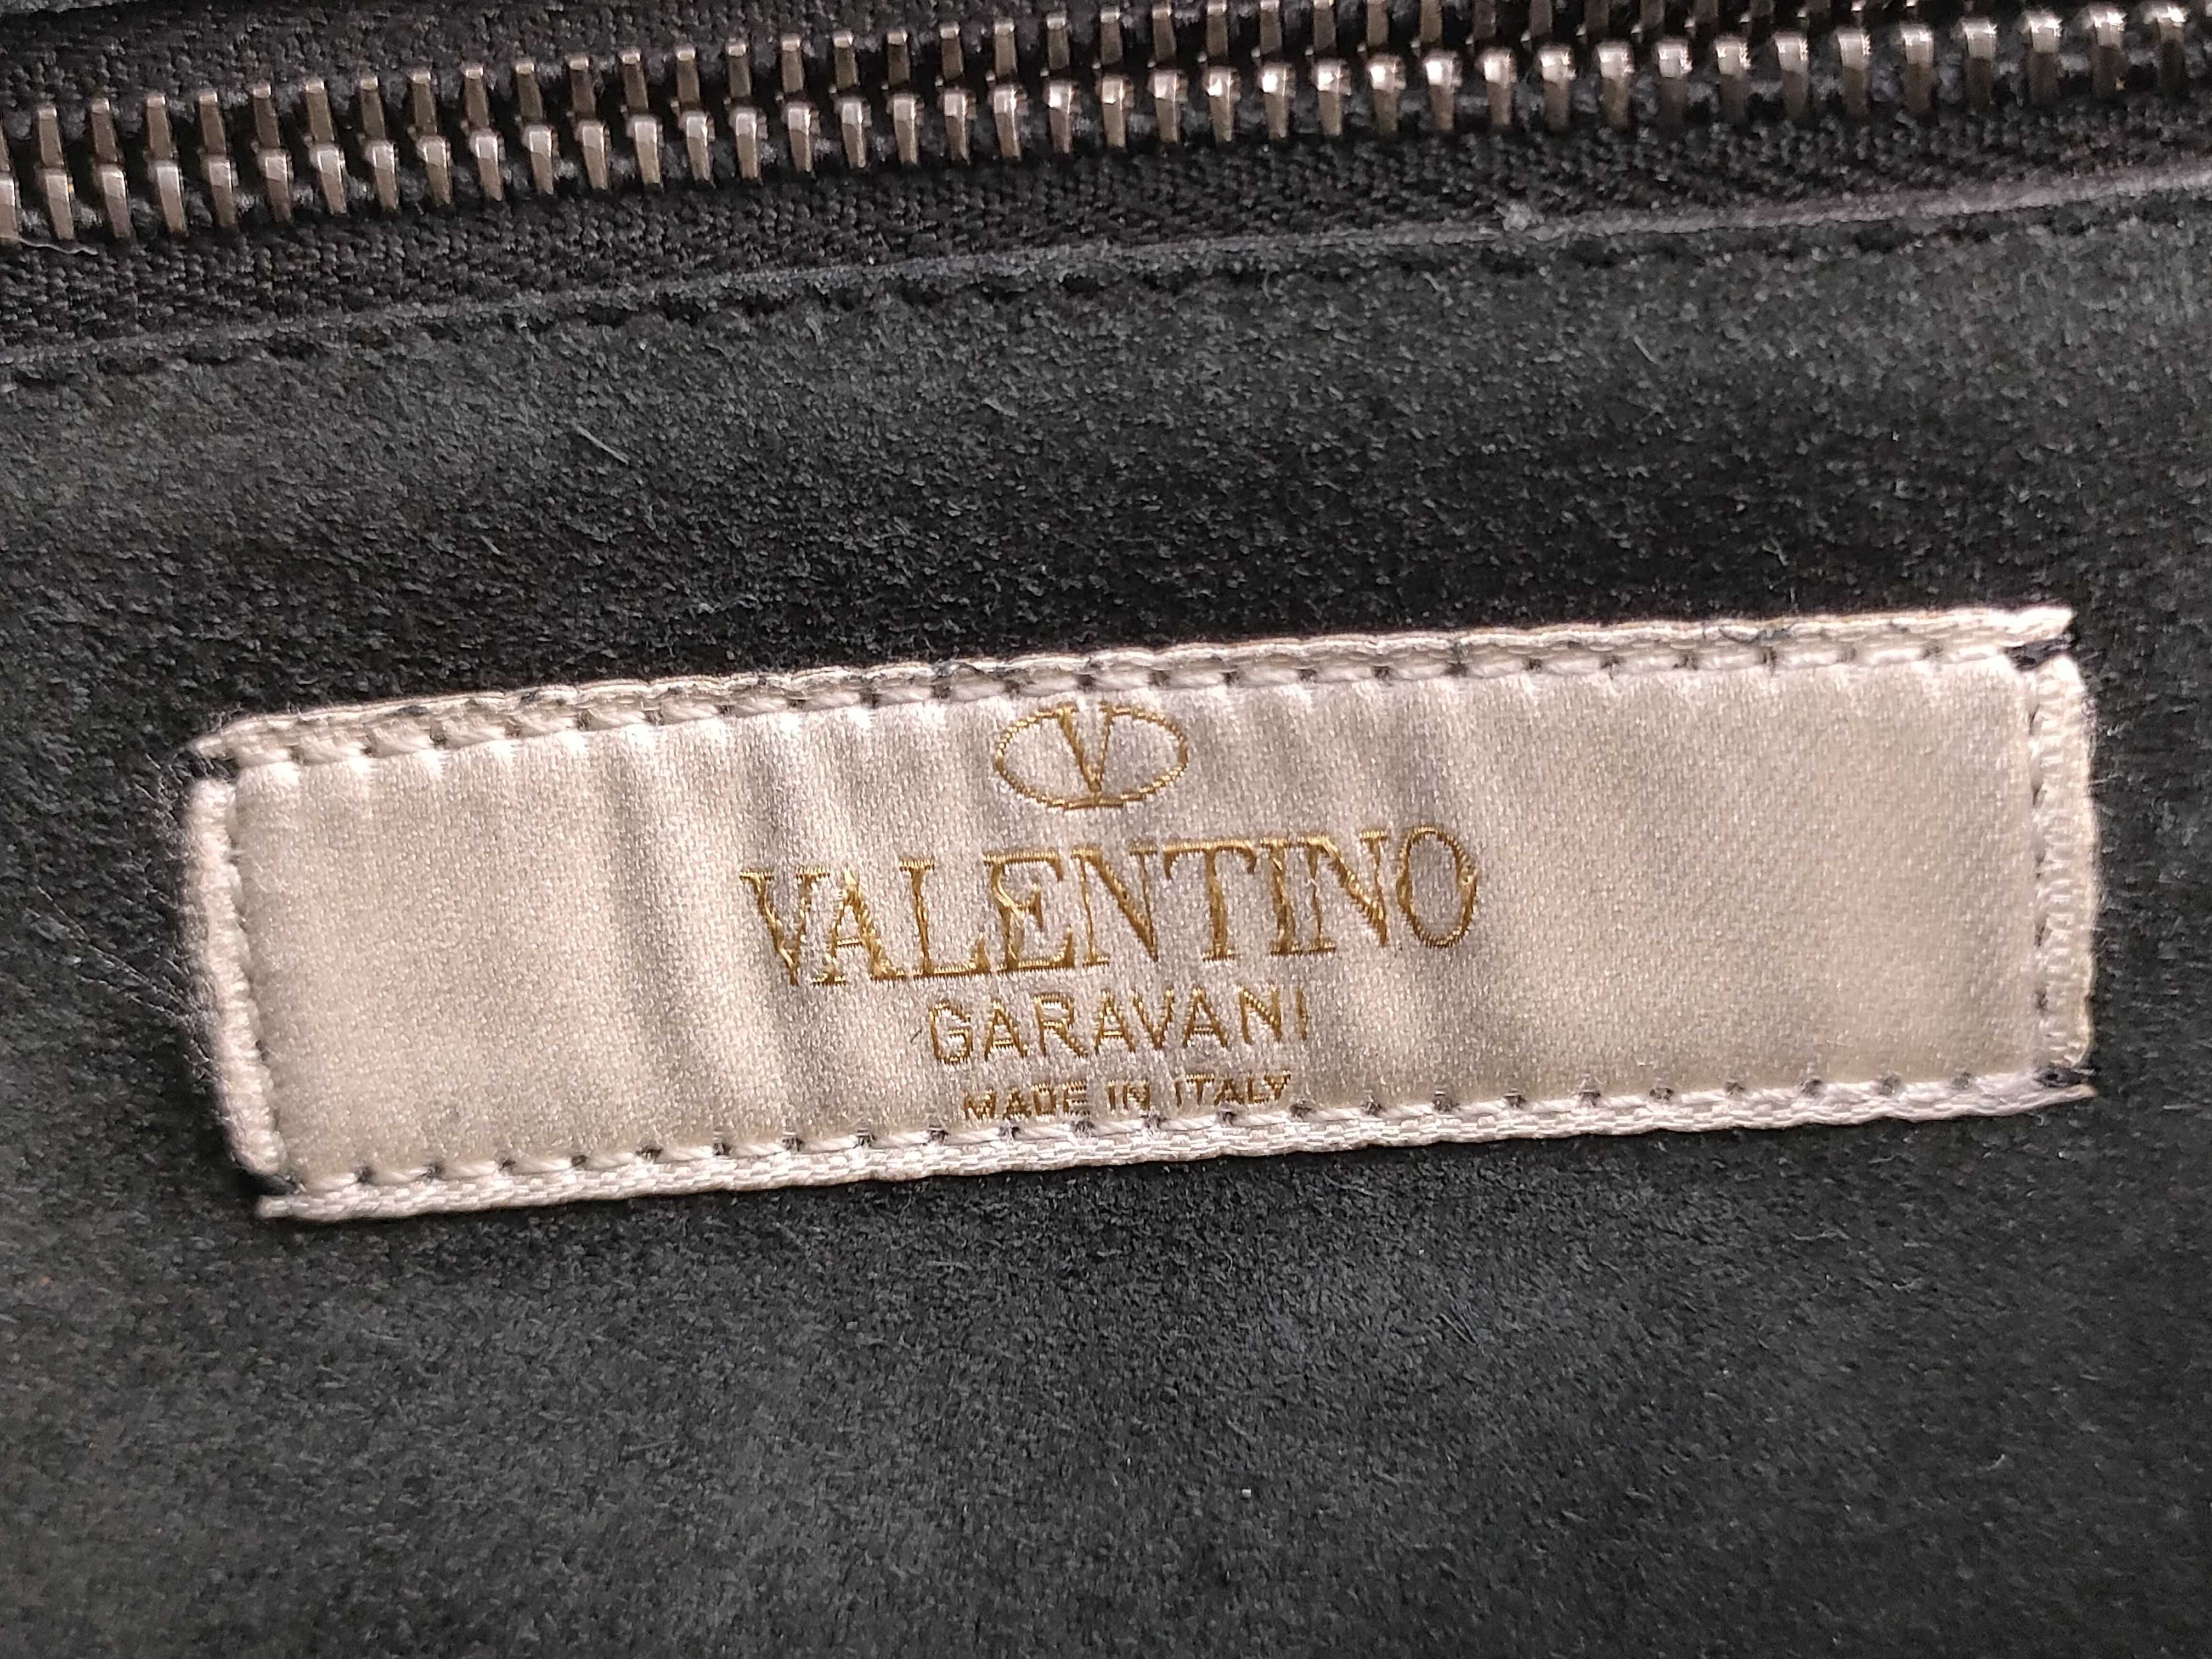 V
VALENTINO
GARAVANI
MADE IN ITALY